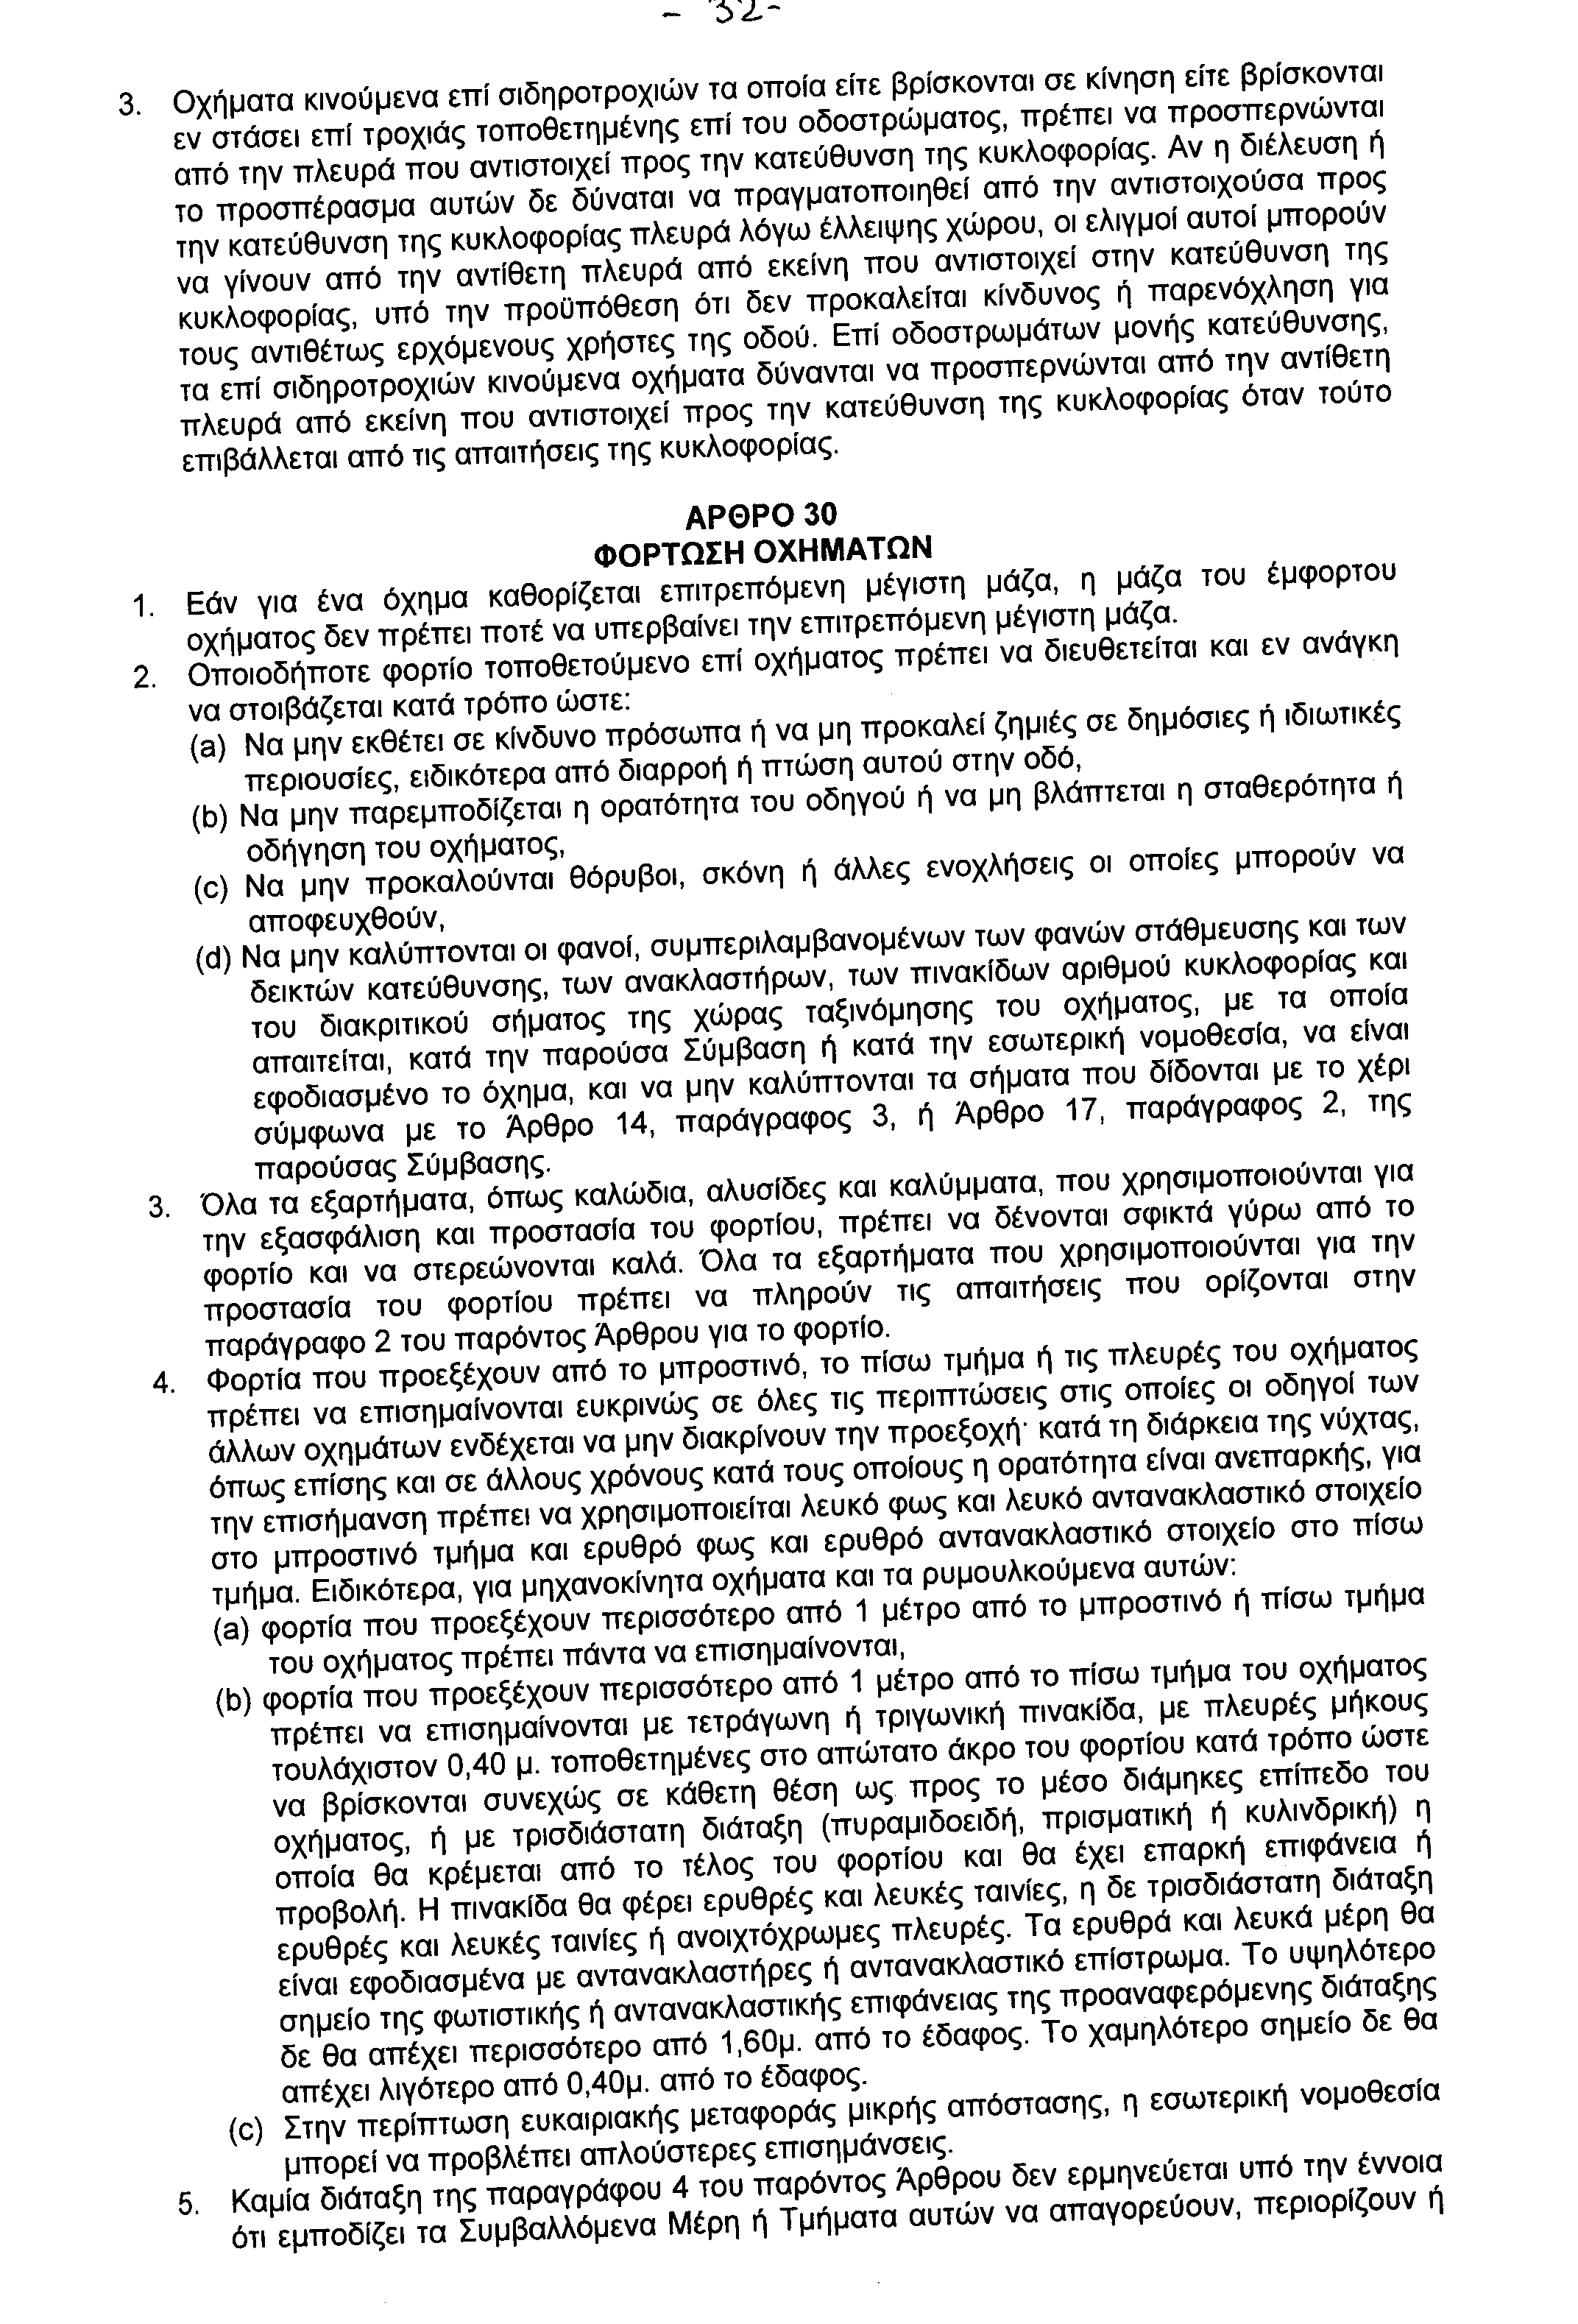 - 32-
3. Οχήματα κινούμενα επί σιδηροτροχιών τα οποία είτε βρίσκονται σε κίνηση είτε βρίσκονται
εν στάσει επί τροχιάς τοποθετημένης επί του οδοστρώματος, πρέπει να προσπερνώνται
από την πλευρά που αντιστοιχεί προς την κατεύθυνση της κυκλοφορίας. Αν η διέλευση ή
το προσπέρασμα αυτών δε δύναται να πραγματοποιηθεί από την αντιστοιχούσα προς
την κατεύθυνση της κυκλοφορίας πλευρά λόγω έλλειψης χώρου, οι ελιγμοί αυτοί μπορούν
να γίνουν από την αντίθετη πλευρά από εκείνη που αντιστοιχεί στην κατεύθυνση της
κυκλοφορίας, υπό την προϋπόθεση ότι δεν προκαλείται κίνδυνος ή παρενόχληση για
τους αντιθέτως ερχόμενους χρήστες της οδού. Επί οδοστρωμάτων μονής κατεύθυνσης,
τα επί σιδηροτροχιών κινούμενα οχήματα δύνανται να προσπερνώνται από την αντίθετη
πλευρά από εκείνη που αντιστοιχεί προς την κατεύθυνση της κυκλοφορίας όταν τούτο
επιβάλλεται από τις απαιτήσεις της κυκλοφορίας.
ΑΡΘΡΟ 30
ΦΟΡΤΩΣΗ ΟΧΗΜΑΤΩΝ
1. Εάν για ένα όχημα καθορίζεται επιτρεπόμενη μέγιστη μάζα, η μάζα του έμφορτου
οχήματος δεν πρέπει ποτέ να υπερβαίνει την επιτρεπόμενη μέγιστη μάζα.
2. Οποιοδήποτε φορτίο τοποθετούμενο επί οχήματος πρέπει να διευθετείται και εν ανάγκη
να στοιβάζεται κατά τρόπο ώστε:
(a) Να μην εκθέτει σε κίνδυνο πρόσωπα ή να μη προκαλεί ζημιές σε δημόσιες ή ιδιωτικές
περιουσίες, ειδικότερα από διαρροή ή πτώση αυτού στην οδό,
(b) Να μην παρεμποδίζεται η ορατότητα του οδηγού ή να μη βλάπτεται η σταθερότητα ή
οδήγηση του οχήματος,
(c) Να μην προκαλούνται θόρυβοι, σκόνη ή άλλες ενοχλήσεις οι οποίες μπορούν να
αποφευχθούν,
(d) Να μην καλύπτονται οι φανοί, συμπεριλαμβανομένων των φανών στάθμευσης και των
δεικτών κατεύθυνσης, των ανακλαστήρων, των πινακίδων αριθμού κυκλοφορίας και
του διακριτικού σήματος της χώρας ταξινόμησης του οχήματος, με τα οποία
απαιτείται, κατά την παρούσα Σύμβαση ή κατά την εσωτερική νομοθεσία, να είναι
εφοδιασμένο το όχημα, και να μην καλύπτονται τα σήματα που δίδονται με το χέρι
σύμφωνα με το Άρθρο 14, παράγραφος 3, ή Άρθρο 17, παράγραφος 2, της
παρούσας Σύμβασης.
3. Όλα τα εξαρτήματα, όπως καλώδια, αλυσίδες και καλύμματα, που χρησιμοποιούνται για
την εξασφάλιση και προστασία του φορτίου, πρέπει να δένονται σφικτά γύρω από το
φορτίο και να στερεώνονται καλά. Όλα τα εξαρτήματα που χρησιμοποιούνται για την
προστασία του φορτίου πρέπει να πληρούν τις απαιτήσεις που ορίζονται στην
παράγραφο 2 του παρόντος Άρθρου για το φορτίο.
4. Φορτία που προεξέχουν από το μπροστινό, το πίσω τμήμα ή τις πλευρές του οχήματος
πρέπει να επισημαίνονται ευκρινώς σε όλες τις περιπτώσεις στις οποίες οι οδηγοί των
άλλων οχημάτων ενδέχεται να μην διακρίνουν την προεξοχή· κατά τη διάρκεια της νύχτας,
όπως επίσης και σε άλλους χρόνους κατά τους οποίους η ορατότητα είναι ανεπαρκής, για
την επισήμανση πρέπει να χρησιμοποιείται λευκό φως και λευκό αντανακλαστικό στοιχείο
στο μπροστινό τμήμα και ερυθρό φως και ερυθρό αντανακλαστικό στοιχείο στο πίσω
τμήμα. Ειδικότερα, για μηχανοκίνητα οχήματα και τα ρυμουλκούμενα αυτών:
(a) φορτία που προεξέχουν περισσότερο από 1 μέτρο από το μπροστινό ή πίσω τμήμα
του οχήματος πρέπει πάντα να επισημαίνονται,
(b) φορτία που προεξέχουν περισσότερο από 1 μέτρο από το πίσω τμήμα του οχήματος
πρέπει να επισημαίνονται με τετράγωνη ή τριγωνική πινακίδα, με πλευρές μήκους
τουλάχιστον 0,40 μ. τοποθετημένες στο απώτατο άκρο του φορτίου κατά τρόπο ώστε
να βρίσκονται συνεχώς σε κάθετη θέση ως προς το μέσο διάμηκες επίπεδο του
οχήματος, ή με τρισδιάστατη διάταξη (πυραμιδοειδή, πρισματική ή κυλινδρική) η
οποία θα κρέμεται από το τέλος του φορτίου και θα έχει επαρκή επιφάνεια ή
προβολή. Η πινακίδα θα φέρει ερυθρές και λευκές ταινίες, η δε τρισδιάστατη διάταξη
ερυθρές και λευκές ταινίες ή ανοιχτόχρωμες πλευρές. Τα ερυθρά και λευκά μέρη θα
είναι εφοδιασμένα με αντανακλαστήρες ή αντανακλαστικό επίστρωμα. Το υψηλότερο
σημείο της φωτιστικής ή αντανακλαστικής επιφάνειας της προαναφερόμενης διάταξης
δε θα απέχει περισσότερο από 1,60μ. από το έδαφος. Το χαμηλότερο σημείο δε θα
απέχει λιγότερο από 0,40μ. από το έδαφος.
(c) Στην περίπτωση ευκαιριακής μεταφοράς μικρής απόστασης, η εσωτερική νομοθεσία
μπορεί να προβλέπει απλούστερες επισημάνσεις.
5. Καμία διάταξη της παραγράφου 4 του παρόντος Άρθρου δεν ερμηνεύεται υπό την έννοια
ότι εμποδίζει τα Συμβαλλόμενα Μέρη ή Τμήματα αυτών να απαγορεύουν, περιορίζουν ή